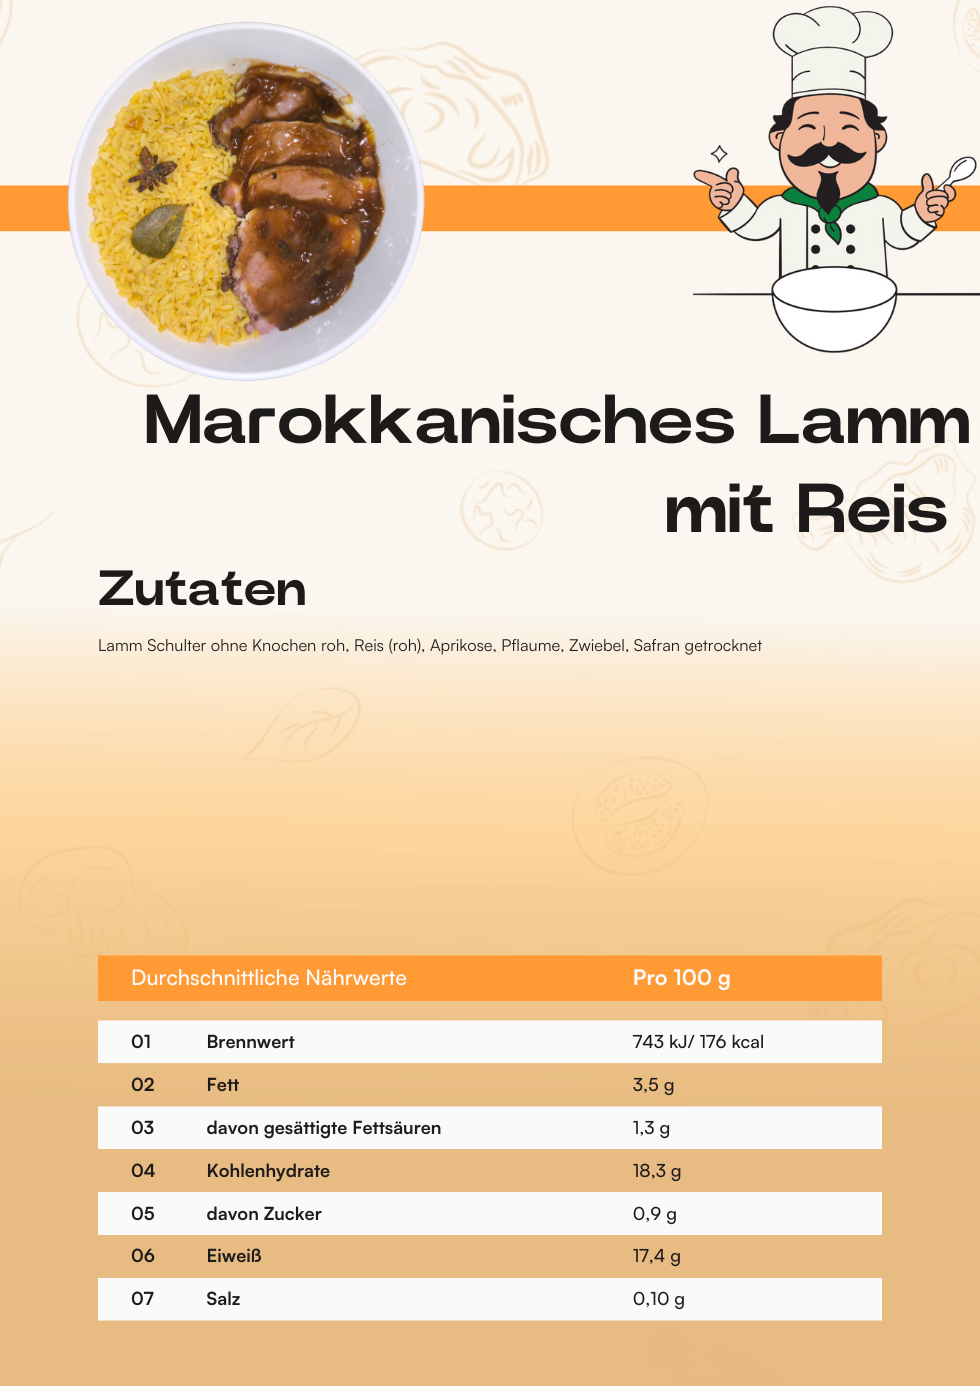 Marokkanisches Lamm
mit Reis
Zutaten
Lamm Schulter ohne Knochen roh, Reis (roh), Aprikose, Pflaume, Zwiebel, Safran getrocknet
Durchschnittliche Nährwerte Pro 100 g
01 Brennwert 743 kJ/ 176 kcal
02 Fett 3,5 g
03 davon gesättigte Fettsäuren 1,3 g
04 Kohlenhydrate 18,3 g
05 davon Zucker 0,9 g
06 Eiweiß 17,4 g
07 Salz 0,10 g